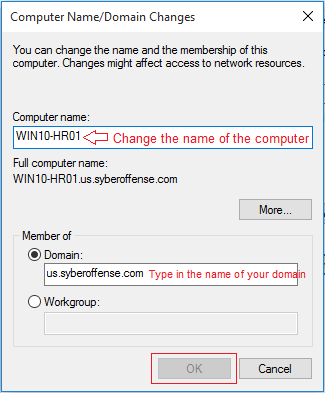 Computer Name/Domain Changes
You can change the name and the membership of this
computer. Changes might affect access to network resources.
Computer name:
WIN10-HR01 Change the name of the computer
Full computer name:
WIN10-HR01.us.syberoffense.com
More...
Member of
Domain:
us.syberoffense.com Type in the name of your domain
Workgroup:
OK Cancel